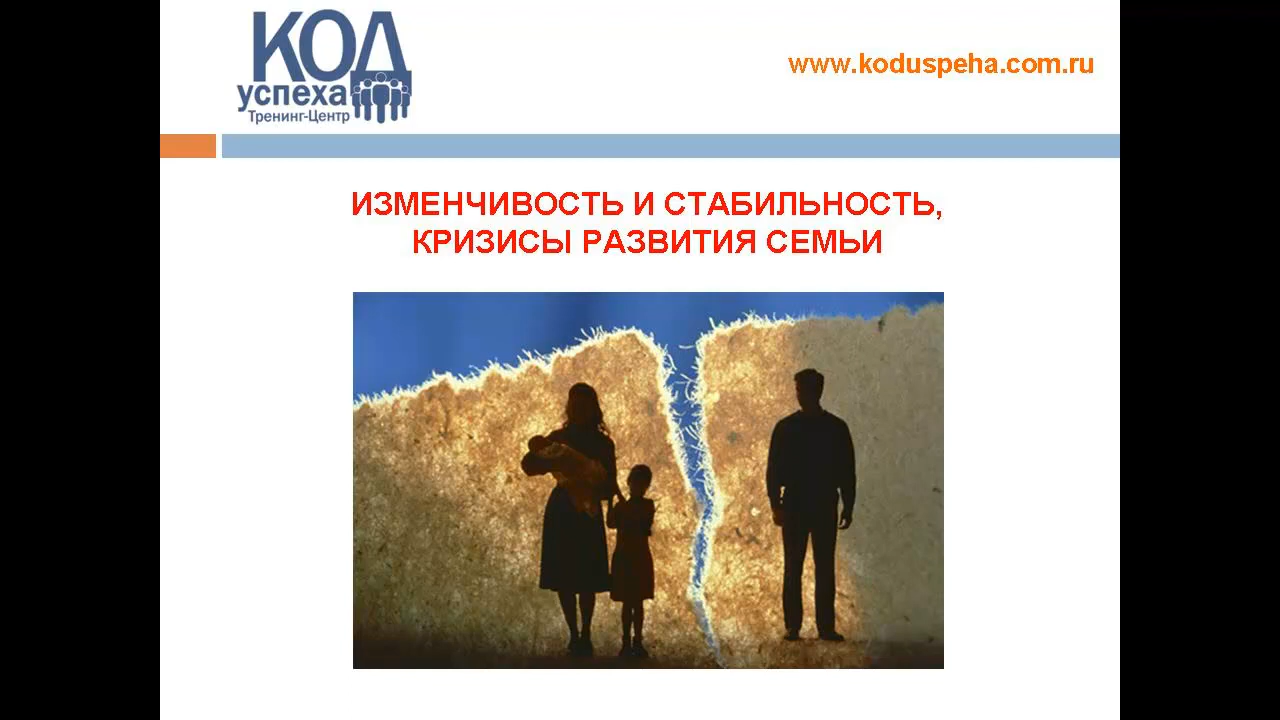 КОД
успеха
Тренинг-Центр
www.koduspeha.com.ru
ИЗМЕНЧИВОСТЬ И СТАБИЛЬНОСТЬ,
КРИЗИСЫ РАЗВИТИЯ СЕМЬИ